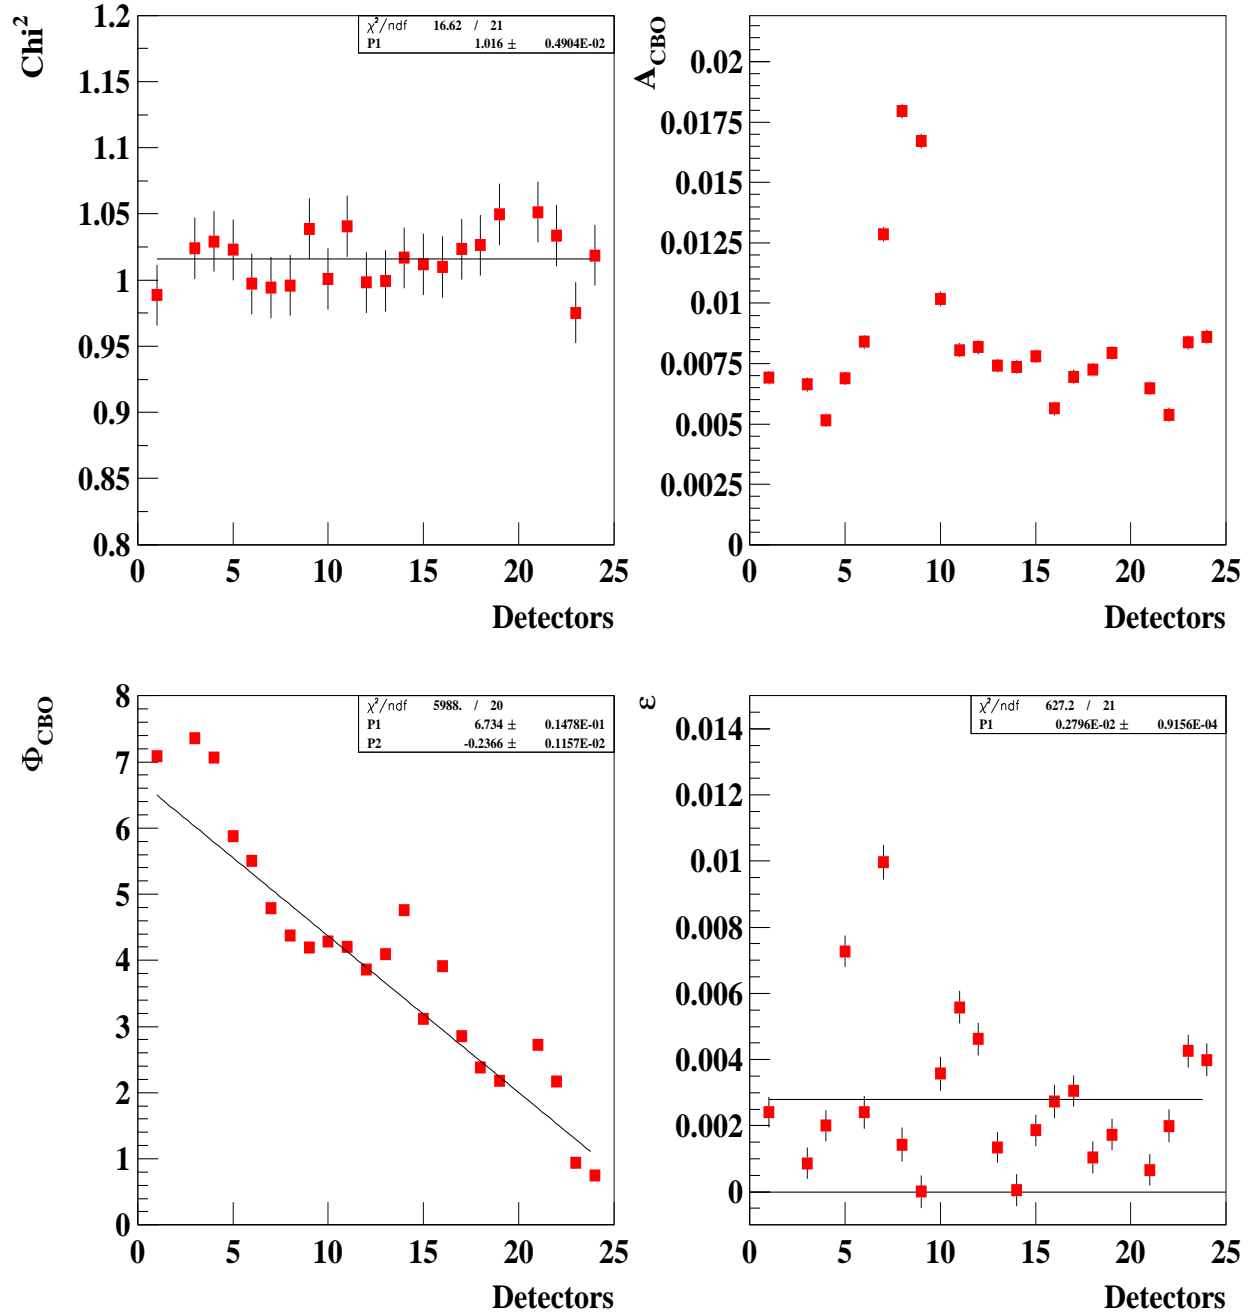 Chi²
1.2
1.15
1.1
1.05
1
0.95
0.9
0.85
0.8
0 5 10 15 20 25
Detectors
χ²/ndf 16.62 / 21
P1 1.016 ± 0.4904E-02
A_CBO
0.02
0.0175
0.015
0.0125
0.01
0.0075
0.005
0.0025
0
0 5 10 15 20 25
Detectors
Φ_CBO
8
7
6
5
4
3
2
1
0
0 5 10 15 20 25
Detectors
χ²/ndf 5988. / 20
P1 6.734 ± 0.1478E-01
P2 -0.2366 ± 0.1157E-02
ε
0.014
0.012
0.01
0.008
0.006
0.004
0.002
0
0 5 10 15 20 25
Detectors
χ²/ndf 627.2 / 21
P1 0.2796E-02 ± 0.9156E-04